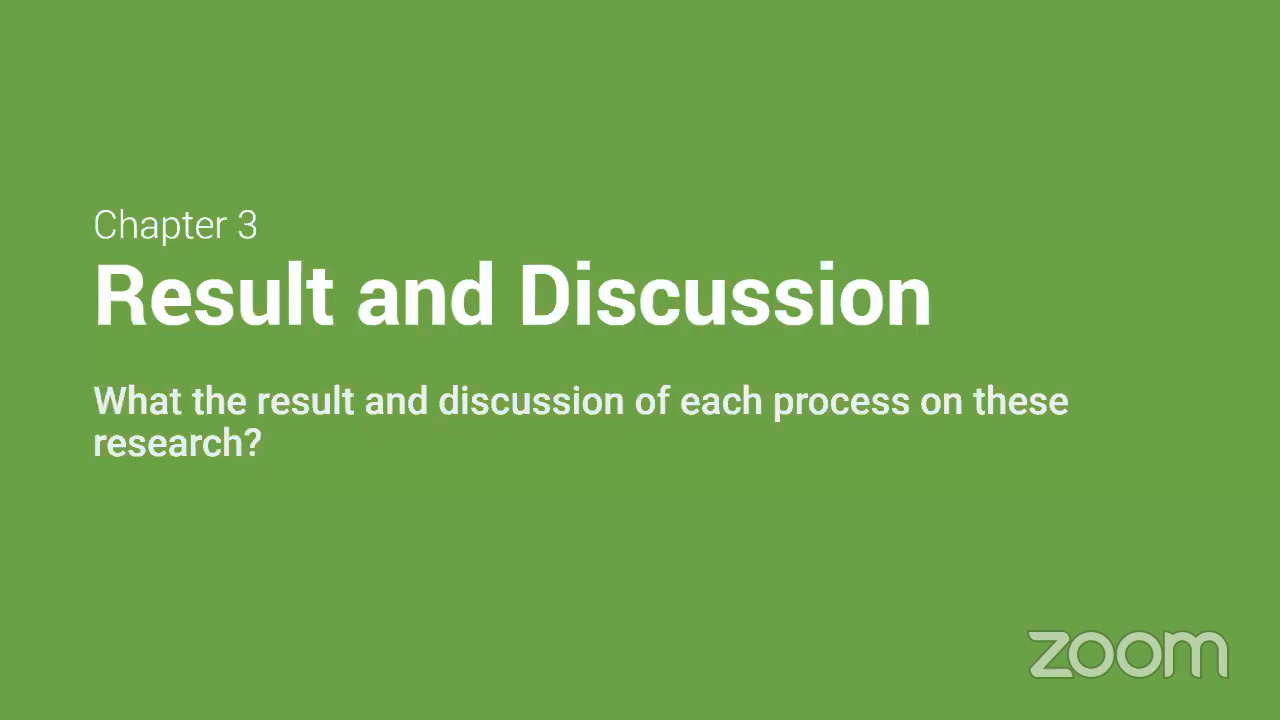 Chapter 3
Result and Discussion
What the result and discussion of each process on these
research?
zoom